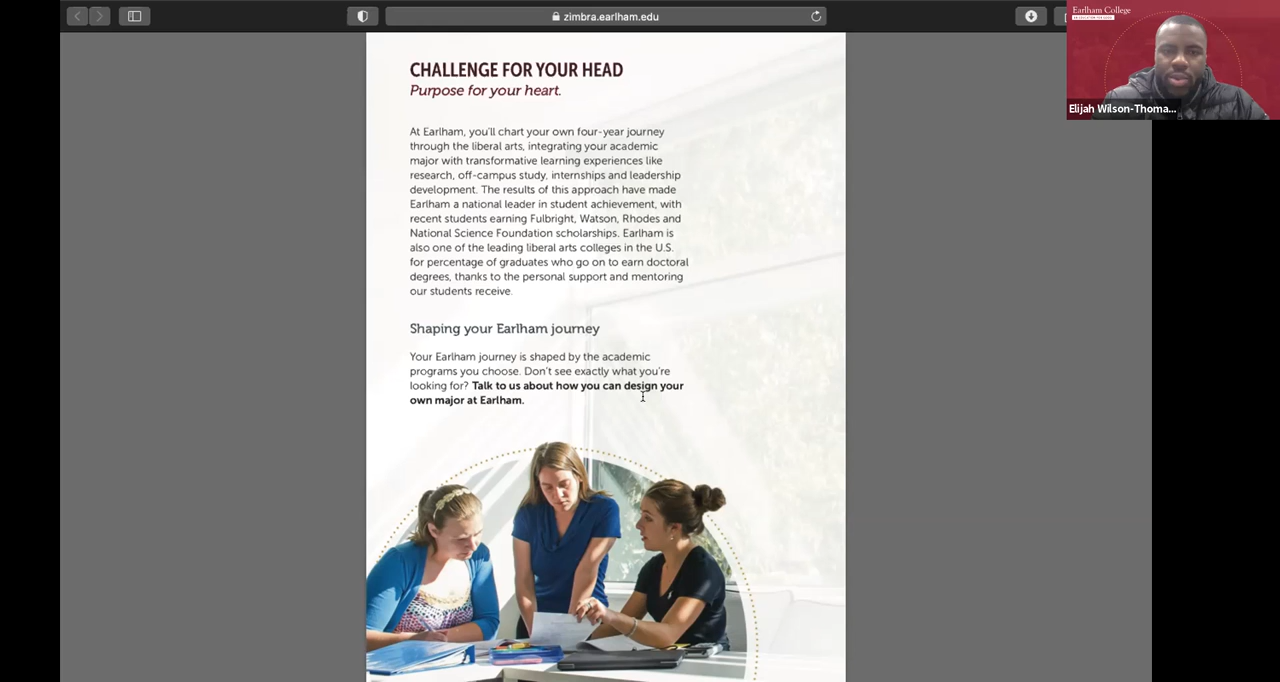 zimbra.earlham.edu
Earlham College
Elijah Wilson-Thoma...
CHALLENGE FOR YOUR HEAD
Purpose for your heart.
At Earlham, you'll chart your own four-year journey
through the liberal arts, integrating your academic
major with transformative learning experiences like
research, off-campus study, internships and leadership
development. The results of this approach have made
Earlham a national leader in student achievement, with
recent students earning Fulbright, Watson, Rhodes and
National Science Foundation scholarships. Earlham is
also one of the leading liberal arts colleges in the U.S.
for percentage of graduates who go on to earn doctoral
degrees, thanks to the personal support and mentoring
our students receive.
Shaping your Earlham journey
Your Earlham journey is shaped by the academic
programs you choose. Don't see exactly what you're
looking for? Talk to us about how you can design your
own major at Earlham.